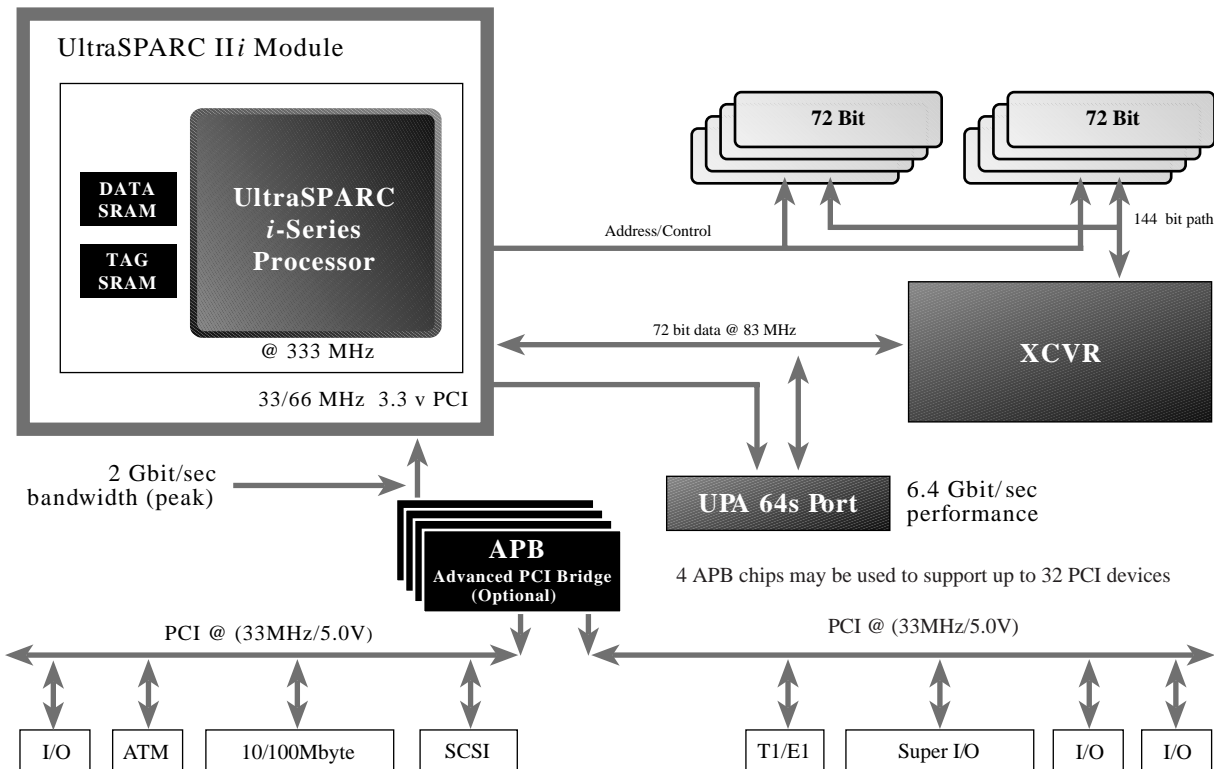 UltraSPARC IIi Module
DATA
SRAM
TAG
SRAM
UltraSPARC
i-Series
Processor
@ 333 MHz
33/66 MHz 3.3 v PCI
72 Bit
72 Bit
Address/Control
144 bit path
72 bit data @ 83 MHz
XCVR
2 Gbit/sec
bandwidth (peak)
UPA 64s Port
6.4 Gbit/sec
performance
APB
Advanced PCI Bridge
(Optional)
4 APB chips may be used to support up to 32 PCI devices
PCI @ (33MHz/5.0V)
PCI @ (33MHz/5.0V)
I/O
ATM
10/100Mbyte
SCSI
T1/E1
Super I/O
I/O
I/O